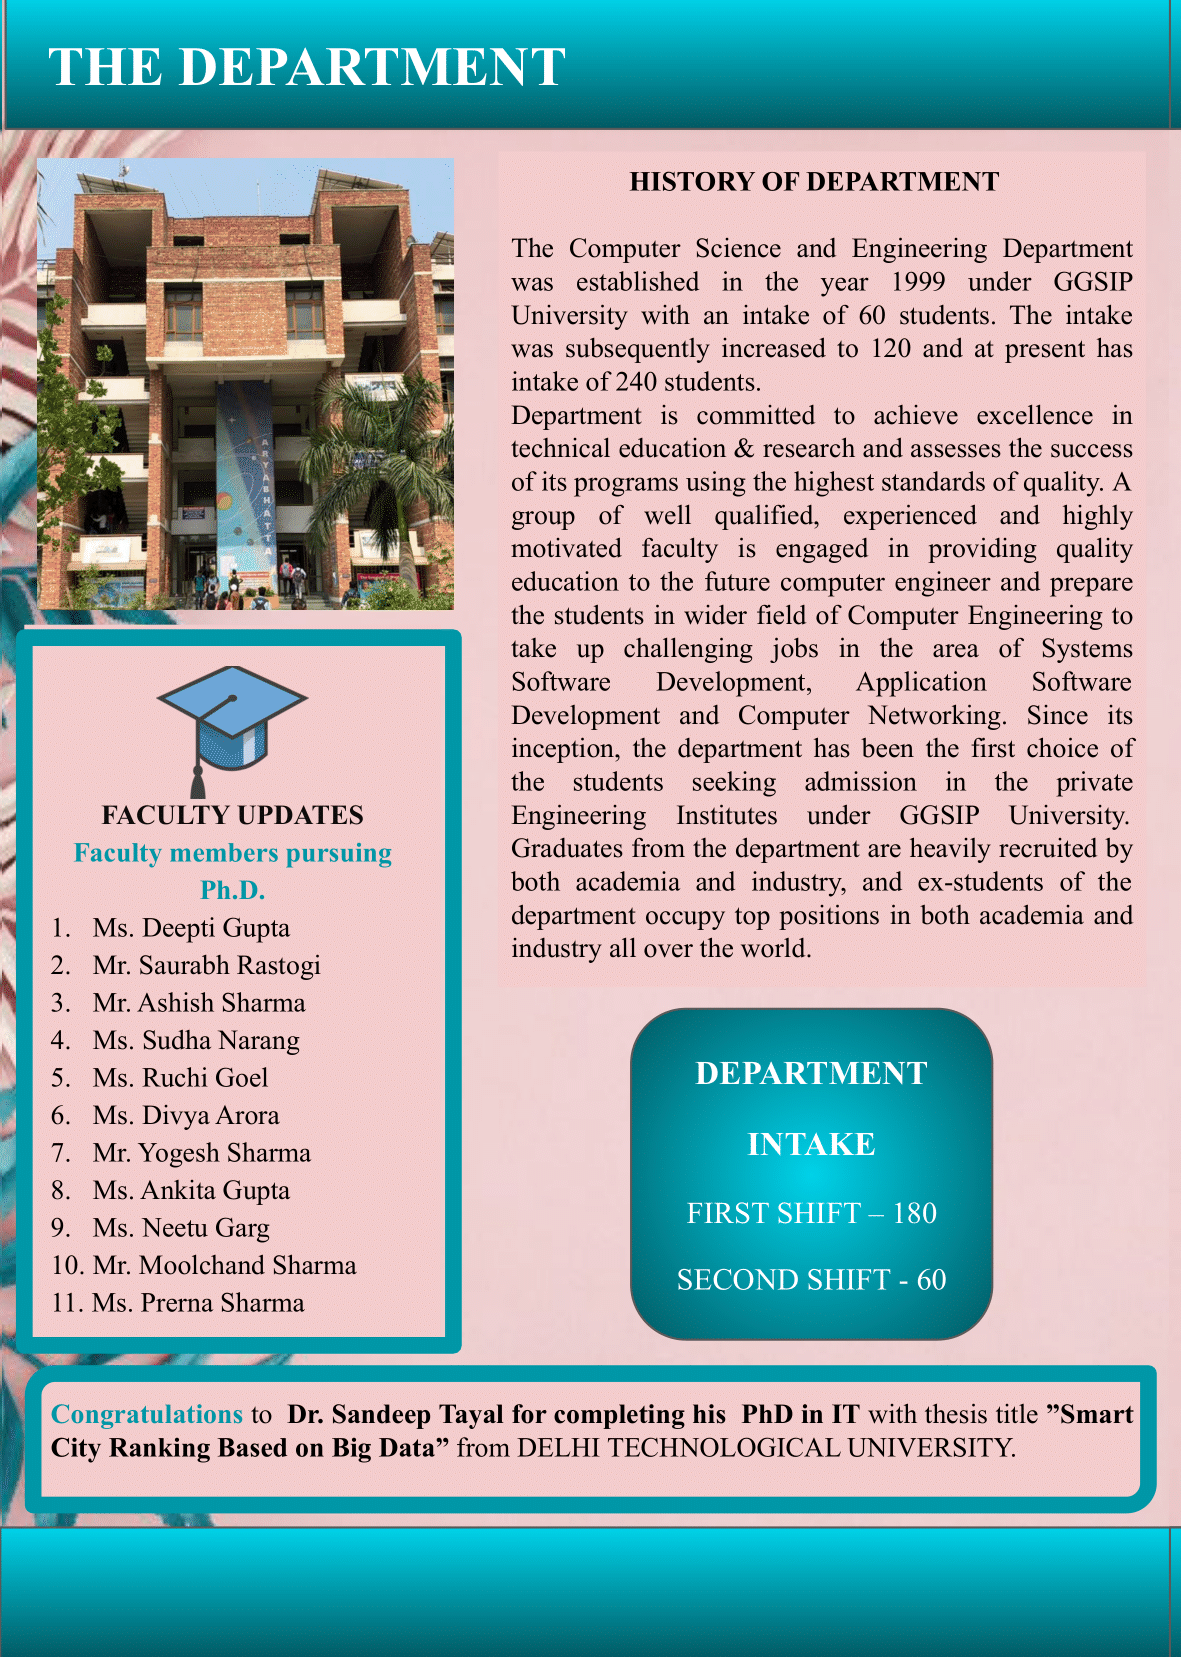 THE DEPARTMENT
ARYABHATTA
HISTORY OF DEPARTMENT
The Computer Science and Engineering Department
was established in the year 1999 under GGSIP
University with an intake of 60 students. The intake
was subsequently increased to 120 and at present has
intake of 240 students.
Department is committed to achieve excellence in
technical education & research and assesses the success
of its programs using the highest standards of quality. A
group of well qualified, experienced and highly
motivated faculty is engaged in providing quality
education to the future computer engineer and prepare
the students in wider field of Computer Engineering to
take up challenging jobs in the area of Systems
Software Development, Application Software
Development and Computer Networking. Since its
inception, the department has been the first choice of
the students seeking admission in the private
Engineering Institutes under GGSIP University.
Graduates from the department are heavily recruited by
both academia and industry, and ex-students of the
department occupy top positions in both academia and
industry all over the world.
FACULTY UPDATES
Faculty members pursuing
Ph.D.
1. Ms. Deepti Gupta
2. Mr. Saurabh Rastogi
3. Mr. Ashish Sharma
4. Ms. Sudha Narang
5. Ms. Ruchi Goel
6. Ms. Divya Arora
7. Mr. Yogesh Sharma
8. Ms. Ankita Gupta
9. Ms. Neetu Garg
10. Mr. Moolchand Sharma
11. Ms. Prerna Sharma
DEPARTMENT
INTAKE
FIRST SHIFT – 180
SECOND SHIFT - 60
Congratulations to Dr. Sandeep Tayal for completing his PhD in IT with thesis title ”Smart
City Ranking Based on Big Data” from DELHI TECHNOLOGICAL UNIVERSITY.